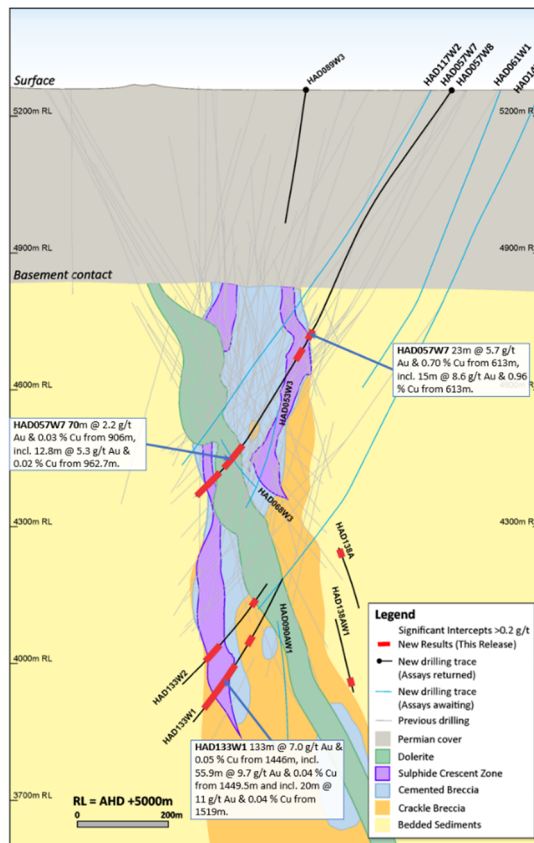 HAD089W3
HAD117W2
HAD057W7
HAD057W8
HAD061W1
Surface
5200m RL
5200m RL
4900m RL
4900m RL
Basement contact
HAD057W7 23m @ 5.7 g/t
Au & 0.70 % Cu from 613m,
incl. 15m @ 8.6 g/t Au & 0.96
% Cu from 613m.
4600m RL
HAD053W3
HAD057W7 70m @ 2.2 g/t
Au & 0.03 % Cu from 906m,
incl. 12.8m @ 5.3 g/t Au &
0.02 % Cu from 962.7m.
HAD068W3
4300m RL
4300m RL
HAD138A
HAD138AW1
HAD090AW1
4000m RL
HAD133W2
HAD133W1
HAD133W1 133m @ 7.0 g/t Au &
0.05 % Cu from 1446m, incl.
55.9m @ 9.7 g/t Au & 0.04 % Cu
from 1449.5m and incl. 20m @
11 g/t Au & 0.04 % Cu from
1519m.
3700m RL
RL = AHD +5000m
0
200m
Legend
Significant Intercepts >0.2 g/t
New Results (This Release)
New drilling trace
(Assays returned)
New drilling trace
(Assays awaiting)
Previous drilling
Permian cover
Dolerite
Sulphide Crescent Zone
Cemented Breccia
Crackle Breccia
Bedded Sediments